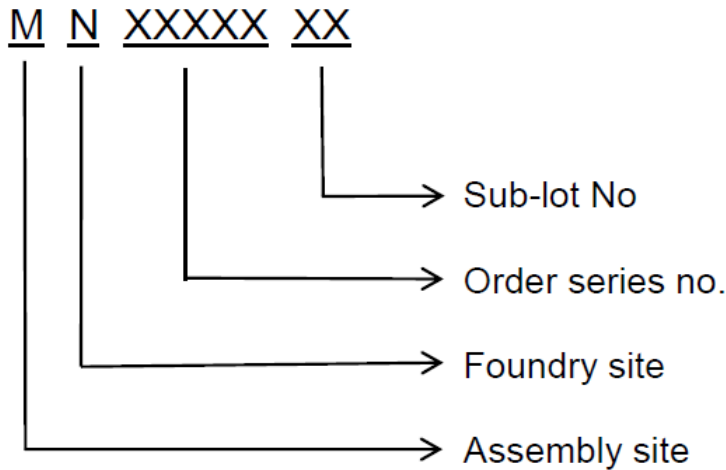 M N XXXXX XX
Sub-lot No
Order series no.
Foundry site
Assembly site